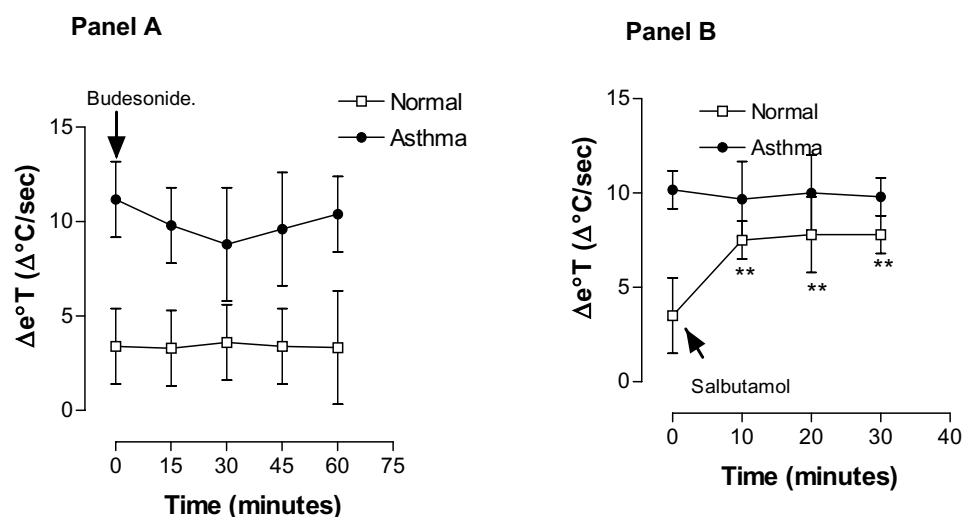 Panel A
Budesonide.
Normal
Asthma
15
10
5
0
Δe°T (Δ°C/sec)
0 15 30 45 60 75
Time (minutes)
Panel B
Normal
Asthma
15
10
5
0
Δe°T (Δ°C/sec)
**
**
**
Salbutamol
0 10 20 30 40
Time (minutes)